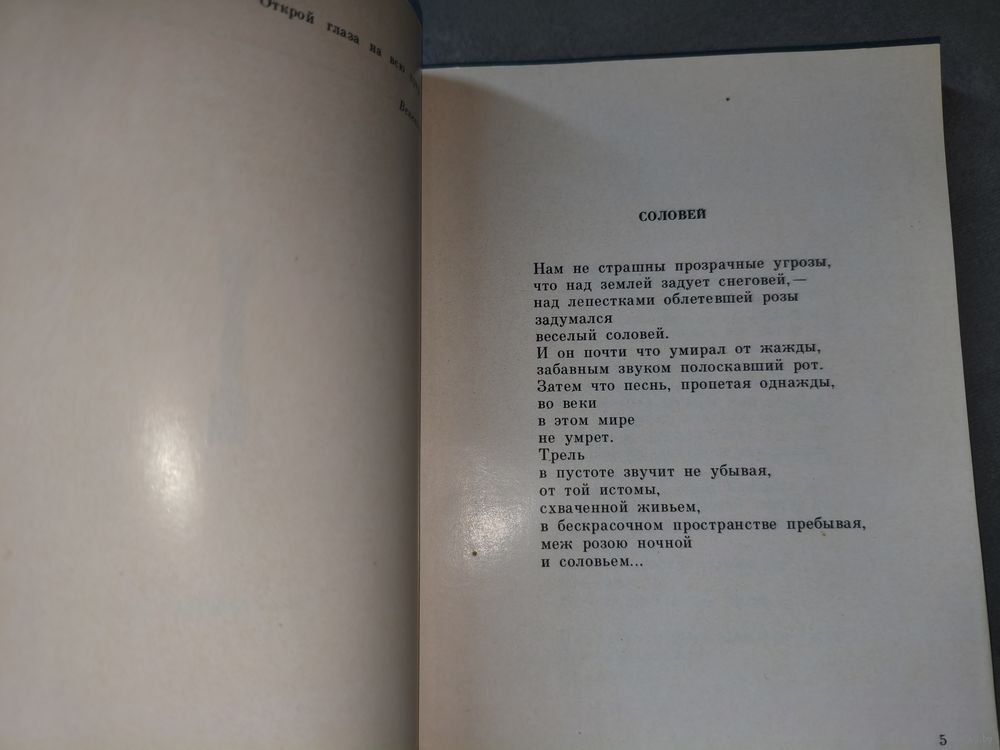 Открой глаза на всю
СОЛОВЕЙ
Нам не страшны прозрачные угрозы,
что над землей задует снеговей,—
над лепестками облетевшей розы
задумался
веселый соловей.
И он почти что умирал от жажды,
забавным звуком полоскавший рот.
Затем что песнь, пропетая однажды,
во веки
в этом мире
не умрет.
Трель
в пустоте звучит не убывая,
от той истомы,
схваченной живьем,
в бескрасочном пространстве пребывая,
меж розою ночной
и соловьем...
5